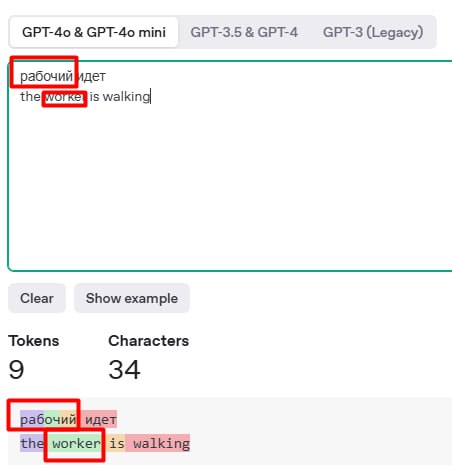 GPT-4o & GPT-4o mini GPT-3.5 & GPT-4 GPT-3 (Legacy)
рабочий идет
the worker is walking
Clear Show example
Tokens Characters
9 34
рабочий идет
the worker is walking